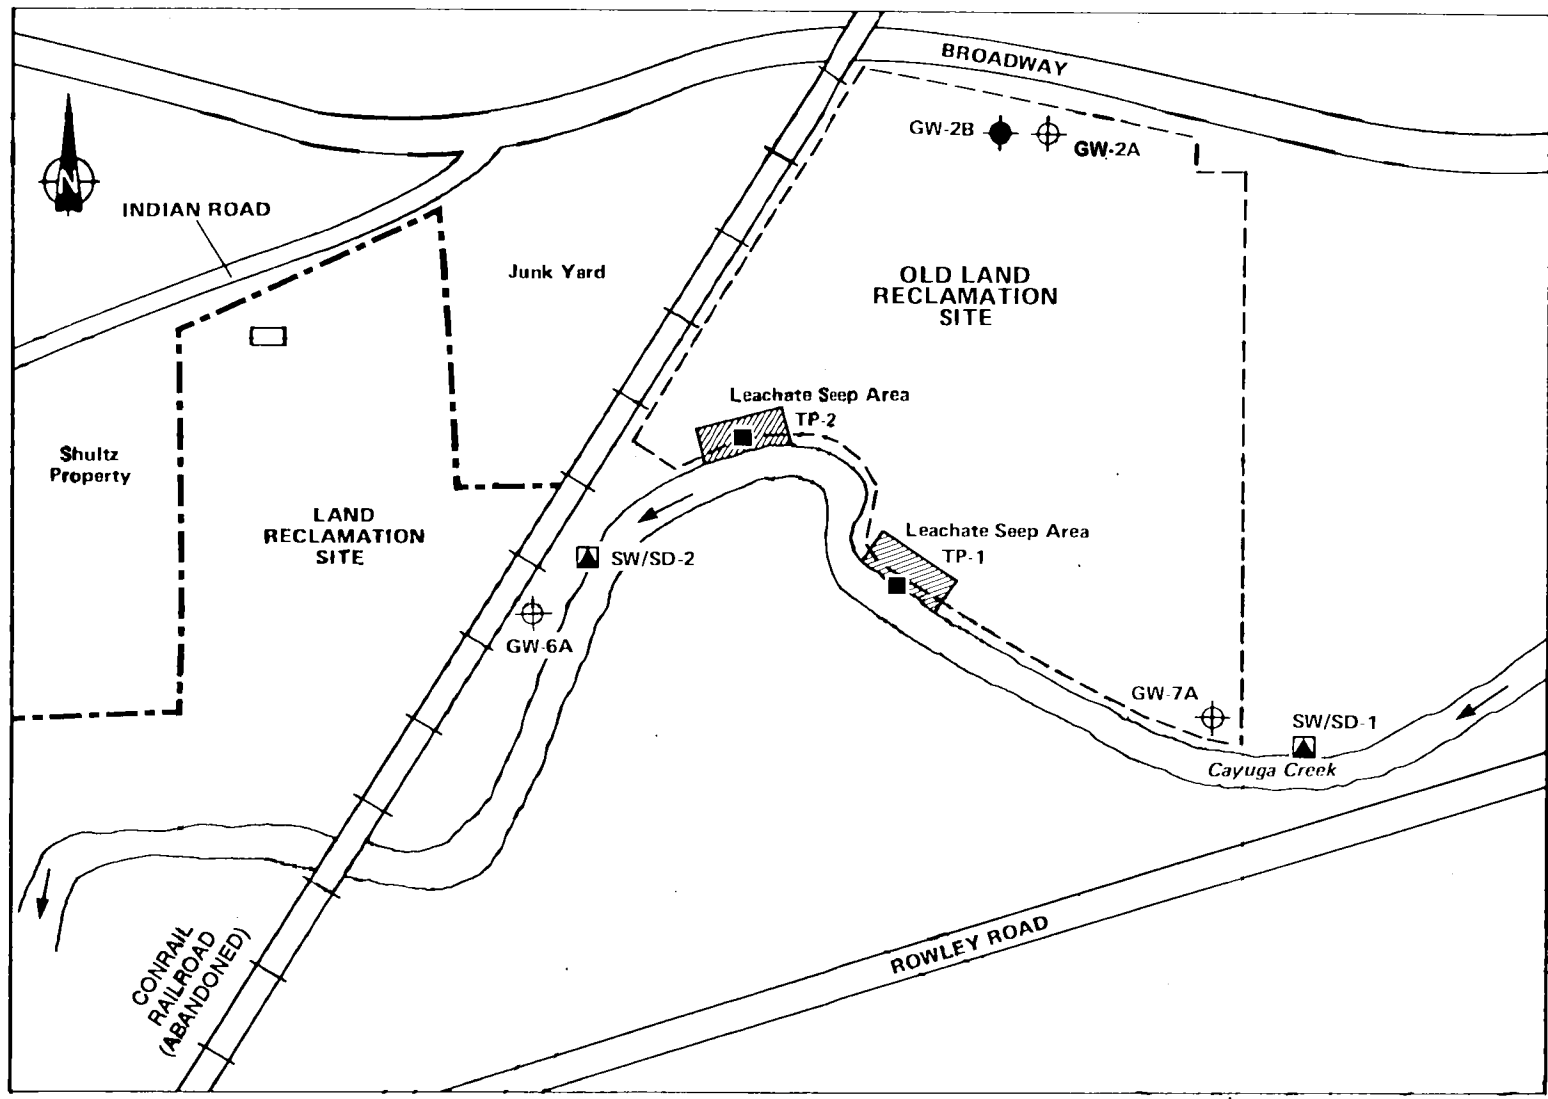 BROADWAY
GW-2B
GW-2A
N
INDIAN ROAD
Junk Yard
OLD LAND
RECLAMATION
SITE
Leachate Seep Area
TP-2
Shultz
Property
LAND
RECLAMATION
SITE
Leachate Seep Area
TP-1
SW/SD-2
GW-6A
GW-7A
SW/SD-1
Cayuga Creek
ROWLEY ROAD
CONRAIL
RAILROAD
(ABANDONED)